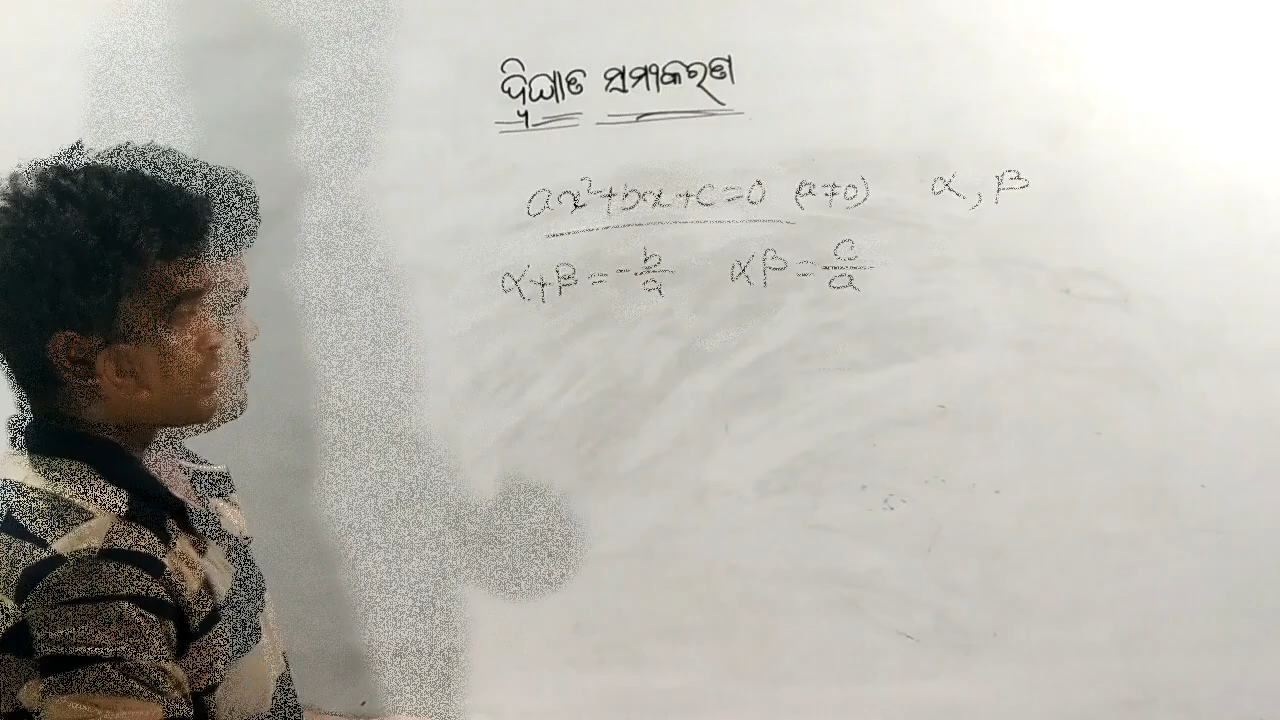 ଦ୍ୱିଘାତ ସମୀକରଣ
ax²+bx+c=0 (a≠0) α, β
α+β=-b/a αβ=c/a